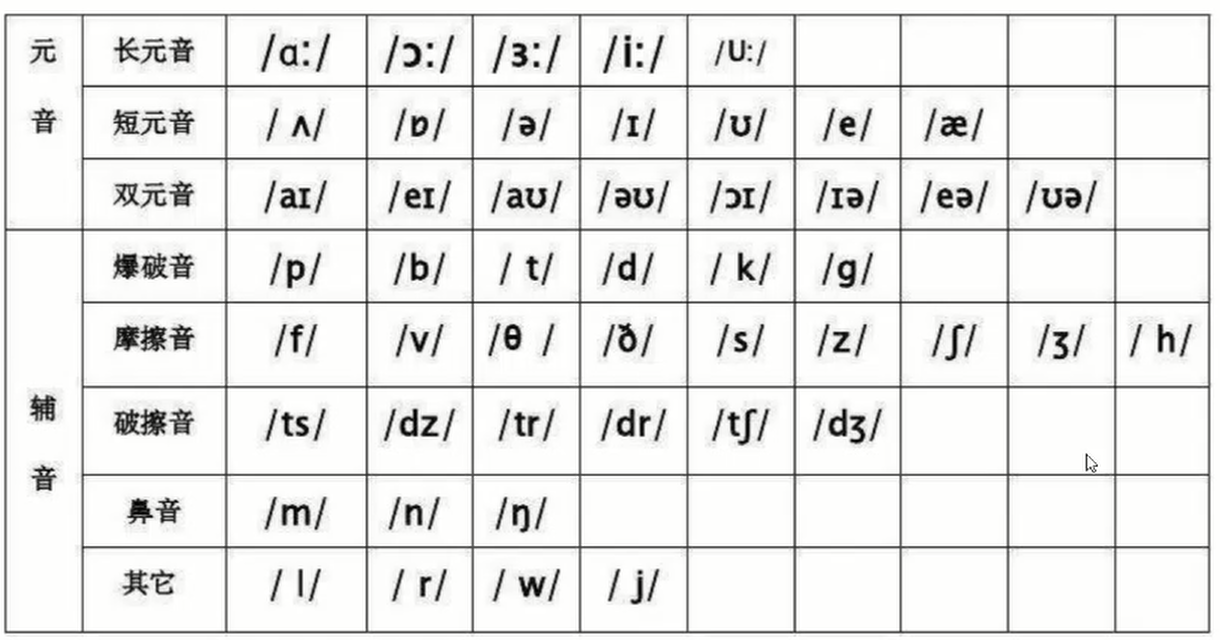 元音 长元音 /ɑː/ /ɔː/ /ɜː/ /iː/ /Uː/
短元音 / ʌ/ /ɒ/ /ə/ /ɪ/ /ʊ/ /e/ /æ/
双元音 /aɪ/ /eɪ/ /aʊ/ /əʊ/ /ɔɪ/ /ɪə/ /eə/ /ʊə/
辅音 爆破音 /p/ /b/ / t/ /d/ / k/ /g/
摩擦音 /f/ /v/ /θ / /ð/ /s/ /z/ /ʃ/ /ʒ/ / h/
破擦音 /ts/ /dz/ /tr/ /dr/ /tʃ/ /dʒ/
鼻音 /m/ /n/ /ŋ/
其它 / l/ / r/ / w/ / j/